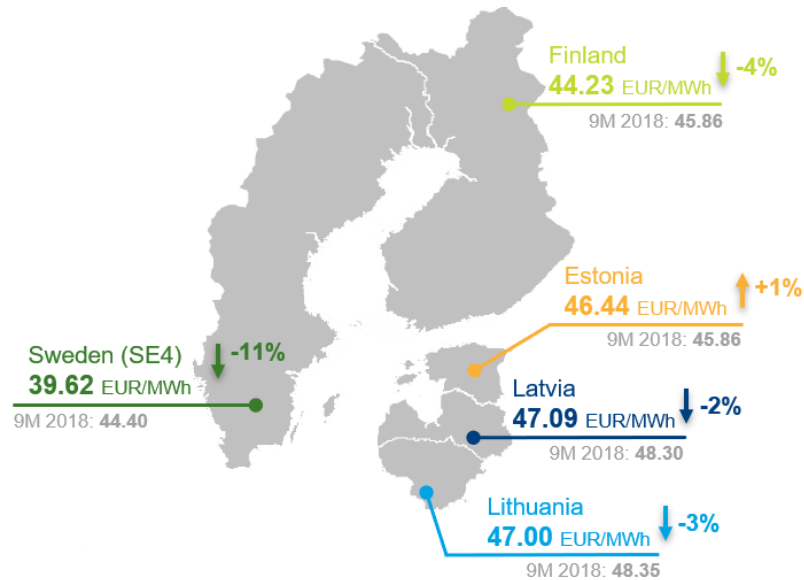 Finland
44.23 EUR/MWh
-4%
9M 2018: 45.86
Estonia
46.44 EUR/MWh
+1%
9M 2018: 45.86
Sweden (SE4)
39.62 EUR/MWh
-11%
9M 2018: 44.40
Latvia
47.09 EUR/MWh
-2%
9M 2018: 48.30
Lithuania
47.00 EUR/MWh
-3%
9M 2018: 48.35